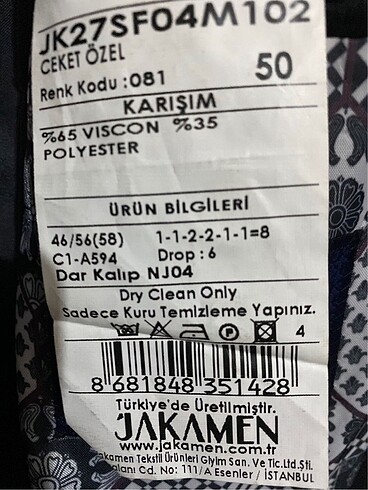 JK27SF04M102
CEKET ÖZEL
Renk Kodu :081 50
KARIŞIM
%65 VISCON %35
POLYESTER
ÜRÜN BİLGİLERİ
46/56(58) 1-1-2-2-1-1=8
C1-A594 Drop : 6
Dar Kalıp NJ04
Dry Clean Only
Sadece Kuru Temizleme Yapınız.
P 4
8 681848 351428
Türkiye'de Üretilmiştir.
JAKAMEN
www.jakamen.com.tr
akamen Tekstil Ürünleri Giyim San. Ve Tic.Ltd.Şti.
alanı Cd. No: 111/A Esenler / İSTANBUL